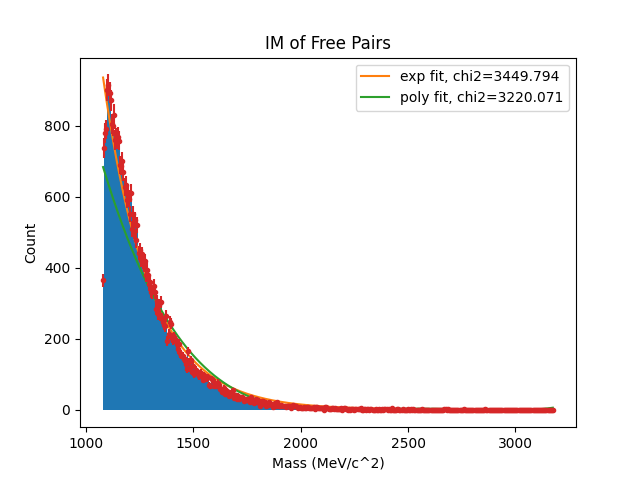 IM of Free Pairs
exp fit, chi2=3449.794
poly fit, chi2=3220.071
800
600
400
200
0
Count
1000 1500 2000 2500 3000
Mass (MeV/c^2)